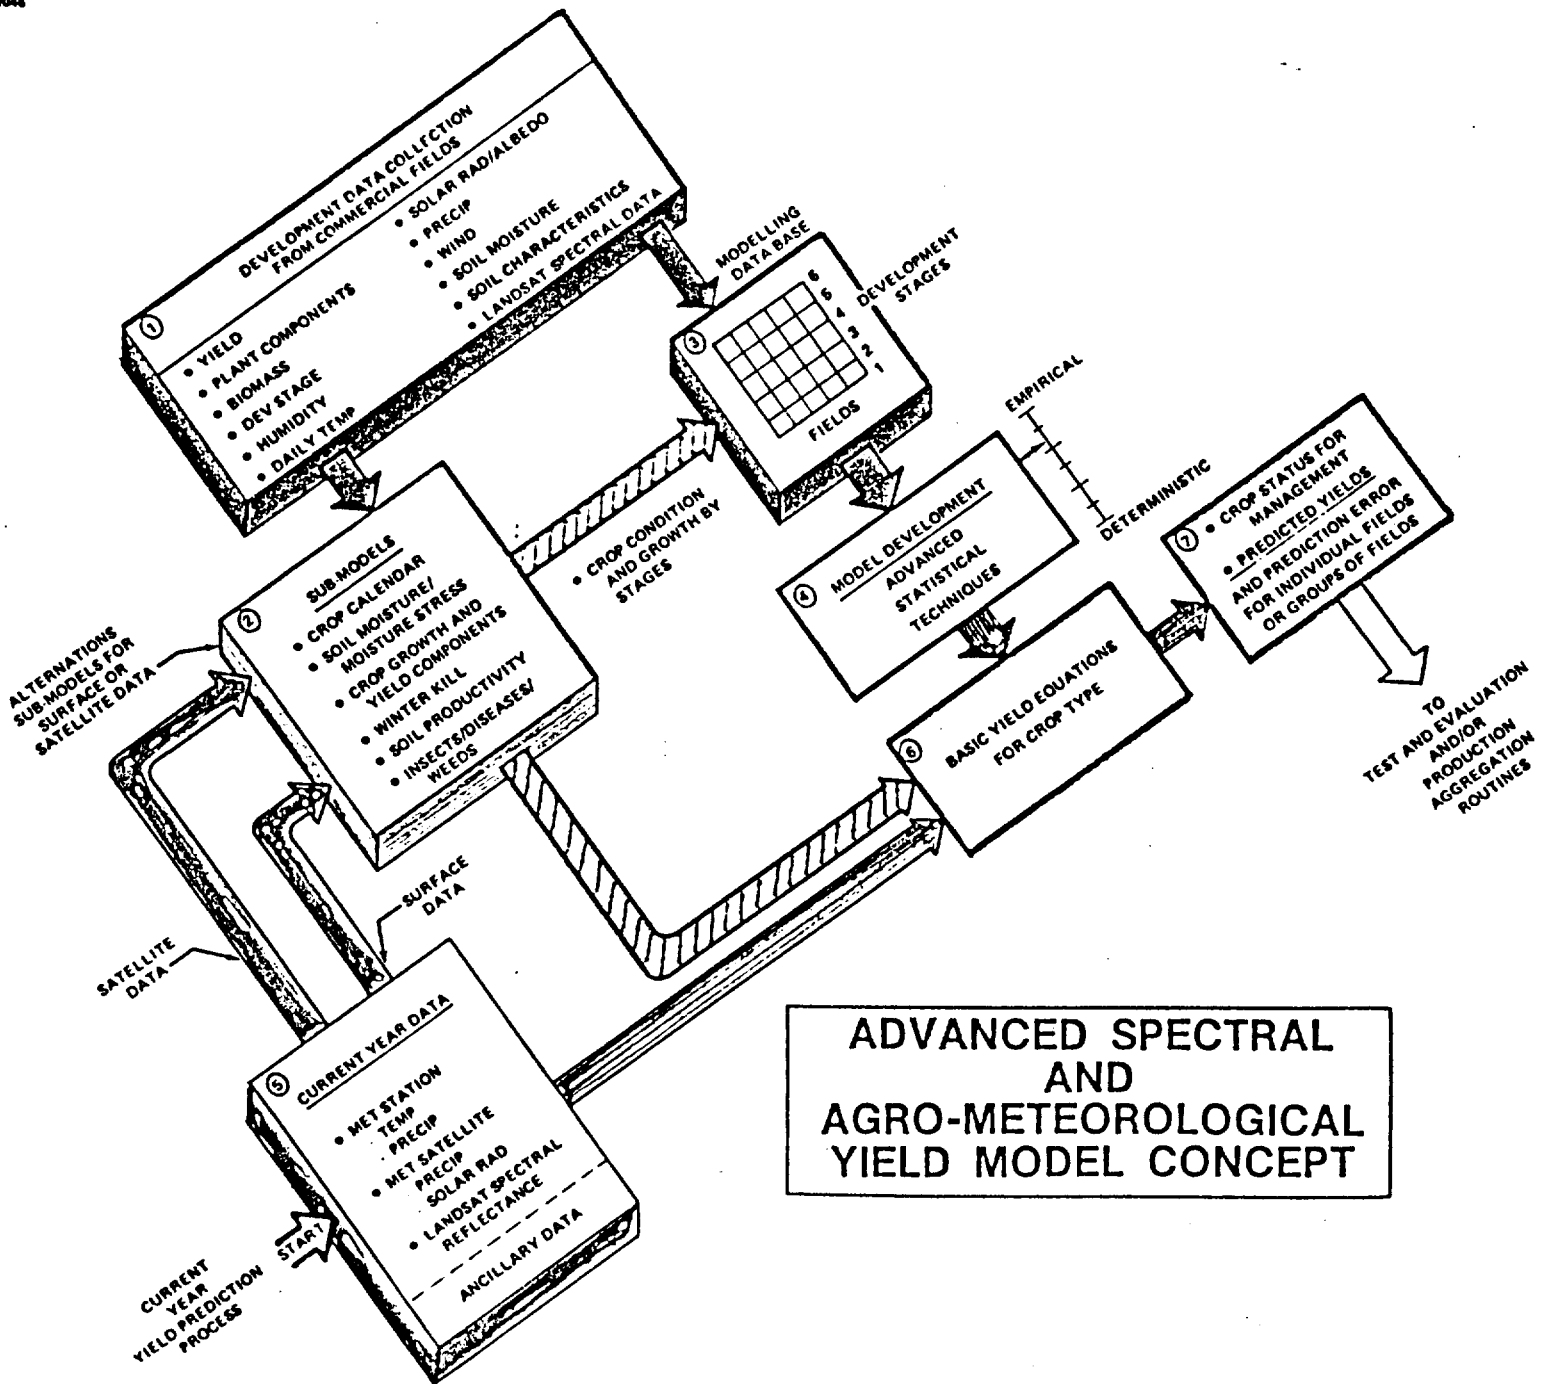 ①
DEVELOPMENT DATA COLLECTION
FROM COMMERCIAL FIELDS
• YIELD
• PLANT COMPONENTS
• BIOMASS
• DEV STAGE
• HUMIDITY
• DAILY TEMP
• SOLAR RAD/ALBEDO
• PRECIP
• WIND
• SOIL MOISTURE
• SOIL CHARACTERISTICS
• LANDSAT SPECTRAL DATA
②
SUB-MODELS
• CROP CALENDAR
• SOIL MOISTURE/
MOISTURE STRESS
• CROP GROWTH AND
YIELD COMPONENTS
• WINTER KILL
• SOIL PRODUCTIVITY
• INSECTS/DISEASES/
WEEDS
ALTERNATIONS
SUB-MODELS FOR
SURFACE OR
SATELLITE DATA
• CROP CONDITION
AND GROWTH BY
STAGES
MODELLING
DATA BASE
③
6
5
4
3
2
1
DEVELOPMENT
STAGES
FIELDS
④
MODEL DEVELOPMENT
ADVANCED
STATISTICAL
TECHNIQUES
EMPIRICAL
DETERMINISTIC
SATELLITE
DATA
SURFACE
DATA
⑤
CURRENT YEAR DATA
• MET STATION
TEMP
PRECIP
• MET SATELLITE
PRECIP
SOLAR RAD
• LANDSAT SPECTRAL
REFLECTANCE
ANCILLARY DATA
START
CURRENT
YEAR
YIELD PREDICTION
PROCESS
⑥
BASIC YIELD EQUATIONS
FOR CROP TYPE
⑦
• CROP STATUS FOR
MANAGEMENT
• PREDICTED YIELDS
AND PREDICTION ERROR
FOR INDIVIDUAL FIELDS
OR GROUPS OF FIELDS
TO
TEST AND EVALUATION
AND/OR
PRODUCTION
AGGREGATION
ROUTINES
ADVANCED SPECTRAL
AND
AGRO-METEOROLOGICAL
YIELD MODEL CONCEPT